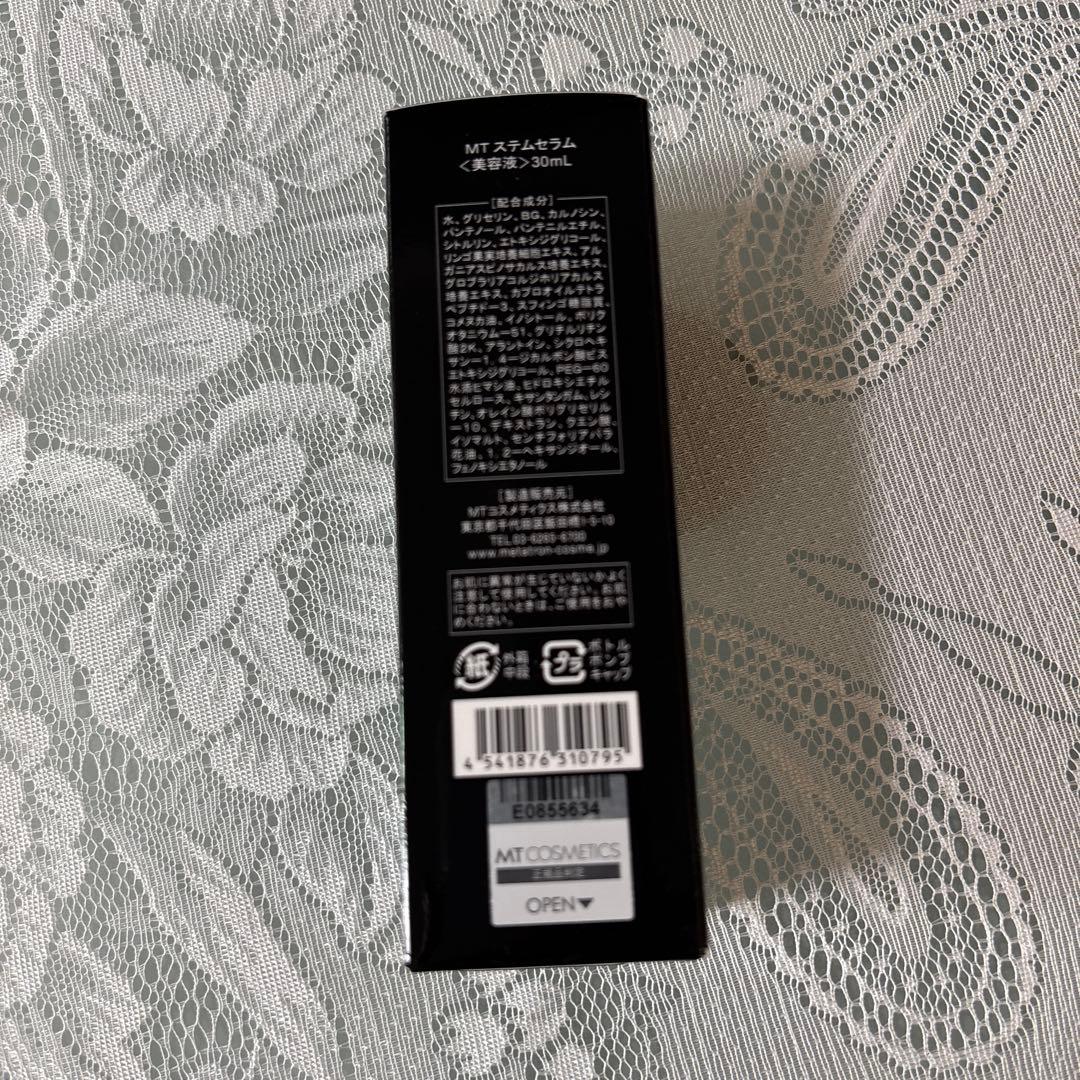 MT ステムセラム
＜美容液＞30mL
[配合成分]
水、グリセリン、BG、カルノシン、
パンテノール、パンテニルエチル、
シトルリン、エトキシジグリコール、
リンゴ果実培養細胞エキス、アル
ガニアスピノサカルス培養エキス、
グロブラリアコルジホリアカルス
培養エキス、カプロオイルテトラ
ペプチド－3、スフィンゴ糖脂質、
コメヌカ油、イノシトール、ポリク
オタニウム－51、グリチルリチン
酸2K、アラントイン、シクロヘキ
サン－1，4－ジカルボン酸ビス
エトキシジグリコール、PEG－60
水添ヒマシ油、ヒドロキシエチル
セルロース、キサンタンガム、レシ
チン、オレイン酸ポリグリセリル
－10、デキストラン、クエン酸、
イソマルト、センチフォリアバラ
花油、1，2－ヘキサンジオール、
フェノキシエタノール
[製造販売元]
MTコスメティクス株式会社
東京都千代田区飯田橋1-5-10
TEL.03-6265-6700
www.metatron-cosme.jp
お肌に異常が生じていないかよく
注意して使用してください。お肌
に合わないときは、ご使用をおや
めください。
紙 外箱
中段
プラ ボトル
ポンプ
キャップ
4 541876 310795
E0855634
MT COSMETICS
OPEN▼